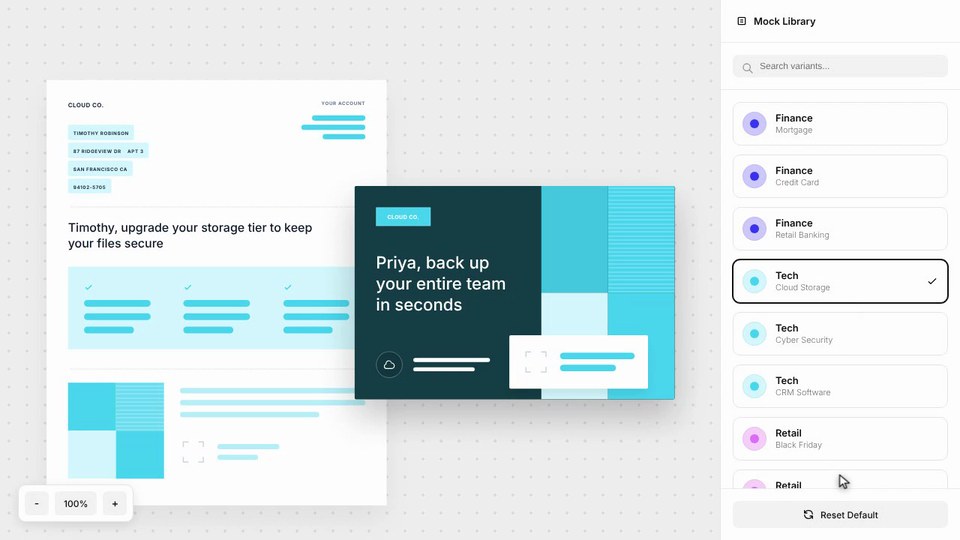 CLOUD CO.
YOUR ACCOUNT
TIMOTHY ROBINSON
87 RIDGEVIEW DR APT 3
SAN FRANCISCO CA
94102-5705
Timothy, upgrade your storage tier to keep
your files secure
CLOUD CO.
Priya, back up
your entire team
in seconds
- 100% +
Mock Library
Search variants...
Finance
Mortgage
Finance
Credit Card
Finance
Retail Banking
Tech
Cloud Storage
Tech
Cyber Security
Tech
CRM Software
Retail
Black Friday
Retail
Reset Default